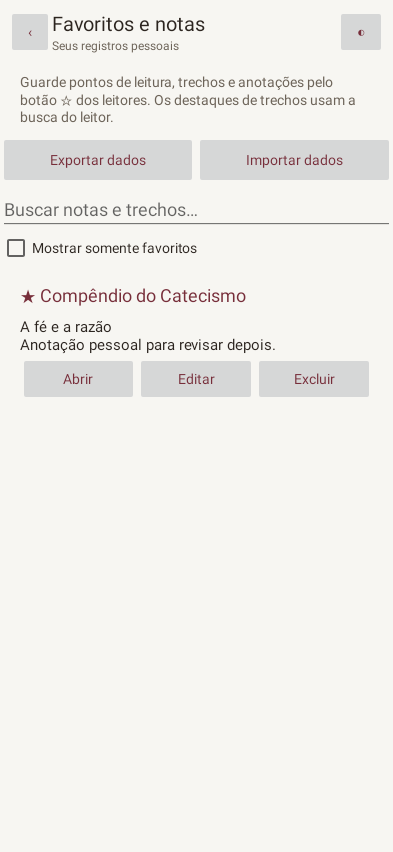 ‹
Favoritos e notas
Seus registros pessoais
◐
Guarde pontos de leitura, trechos e anotações pelo
botão ☆ dos leitores. Os destaques de trechos usam a
busca do leitor.
Exportar dados
Importar dados
Buscar notas e trechos…
Mostrar somente favoritos
★ Compêndio do Catecismo
A fé e a razão
Anotação pessoal para revisar depois.
Abrir
Editar
Excluir